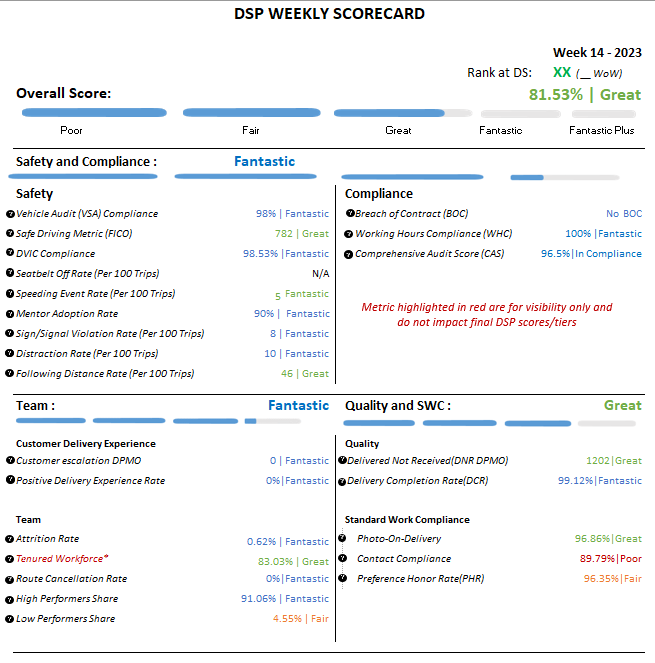 DSP WEEKLY SCORECARD
Week 14 - 2023
Rank at DS: XX (__ WoW)
Overall Score: 81.53% | Great
Poor Fair Great Fantastic Fantastic Plus
Safety and Compliance : Fantastic
Safety
? Vehicle Audit (VSA) Compliance 98% | Fantastic
? Safe Driving Metric (FICO) 782 | Great
? DVIC Compliance 98.53% |Fantastic
? Seatbelt Off Rate (Per 100 Trips) N/A
? Speeding Event Rate (Per 100 Trips) 5 Fantastic
? Mentor Adoption Rate 90% | Fantastic
? Sign/Signal Violation Rate (Per 100 Trips) 8 | Fantastic
? Distraction Rate (Per 100 Trips) 10 | Fantastic
? Following Distance Rate (Per 100 Trips) 46 | Great
Compliance
? Breach of Contract (BOC) No BOC
? Working Hours Compliance (WHC) 100% |Fantastic
? Comprehensive Audit Score (CAS) 96.5%|In Compliance
Metric highlighted in red are for visibility only and
do not impact final DSP scores/tiers
Team : Fantastic
Customer Delivery Experience
? Customer escalation DPMO 0 | Fantastic
? Positive Delivery Experience Rate 0%|Fantastic
Team
? Attrition Rate 0.62% | Fantastic
? Tenured Workforce* 83.03% | Great
? Route Cancellation Rate 0%|Fantastic
? High Performers Share 91.06% | Fantastic
? Low Performers Share 4.55% | Fair
Quality and SWC : Great
Quality
? Delivered Not Received(DNR DPMO) 1202|Great
? Delivery Completion Rate(DCR) 99.12%|Fantastic
Standard Work Compliance
? Photo-On-Delivery 96.86%|Great
? Contact Compliance 89.79%|Poor
? Preference Honor Rate(PHR) 96.35%|Fair